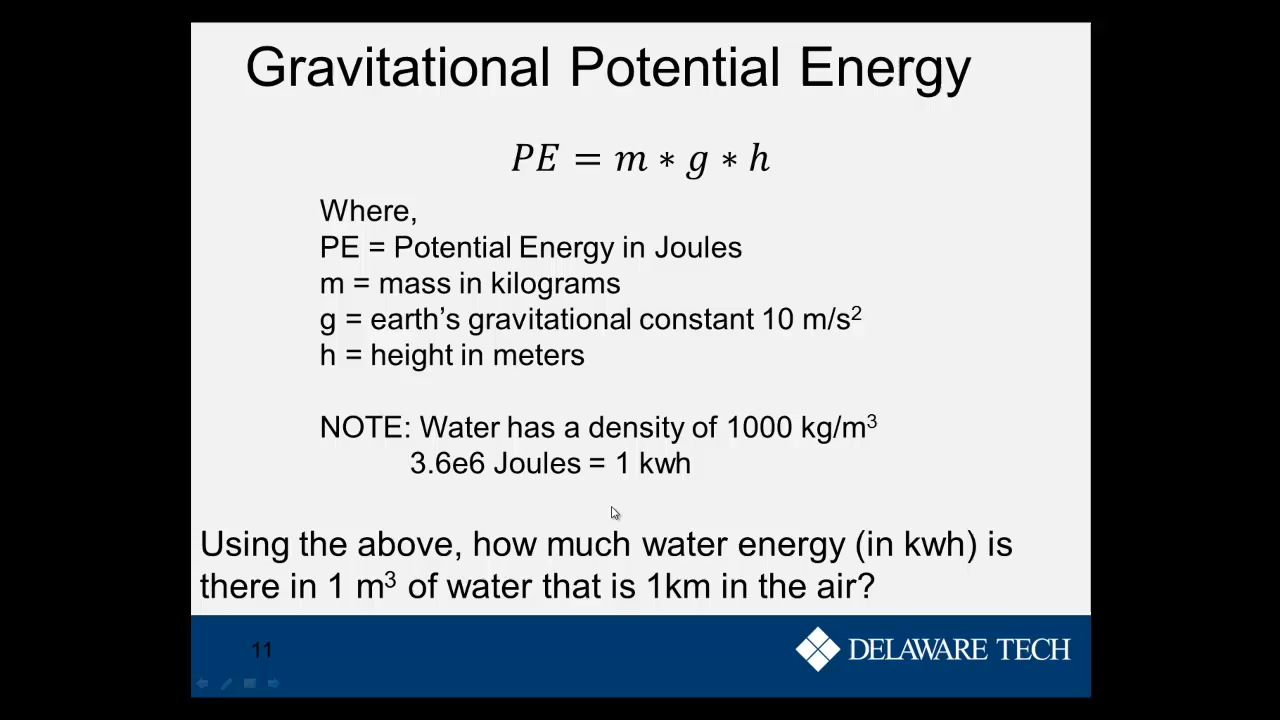 Gravitational Potential Energy
PE = m ∗ g ∗ h
Where,
PE = Potential Energy in Joules
m = mass in kilograms
g = earth’s gravitational constant 10 m/s²
h = height in meters
NOTE: Water has a density of 1000 kg/m³
3.6e6 Joules = 1 kwh
Using the above, how much water energy (in kwh) is
there in 1 m³ of water that is 1km in the air?
11
DELAWARE TECH